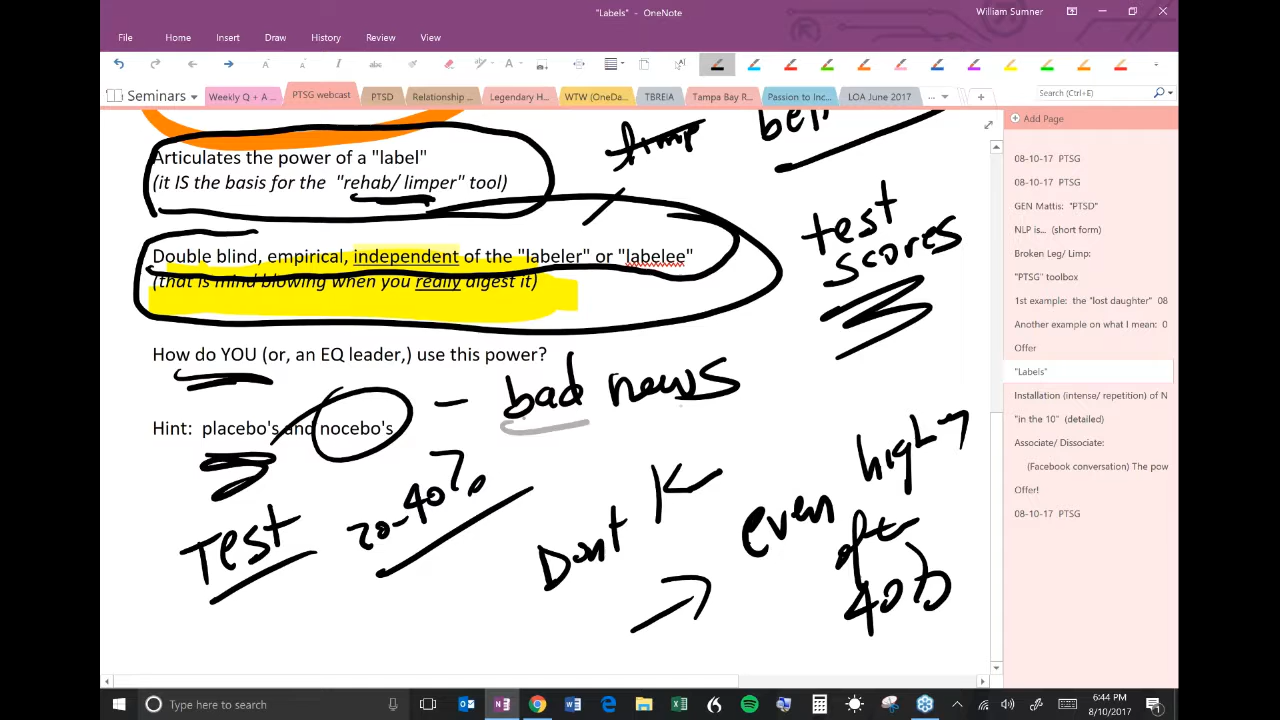 "Labels" - OneNote
William Sumner
File Home Insert Draw History Review View
Seminars
Weekly Q + A ...
PTSG webcast
PTSD
Relationship ...
Legendary H...
WTW (OneDa...
TBREIA
Tampa Bay R...
Passion to Inc...
LOA June 2017
...
Search (Ctrl+E)
Add Page
Articulates the power of a "label"
(it IS the basis for the "rehab/ limper" tool)
limp
test
scores
Double blind, empirical, independent of the "labeler" or "labelee"
(that is mind blowing when you really digest it)
How do YOU (or, an EQ leader,) use this power?
- bad news
Hint: placebo's and nocebo's
Test
20-40%
Dont
even
high
40%
08-10-17 PTSG
08-10-17 PTSG
GEN Mattis: "PTSD"
NLP is... (short form)
Broken Leg/ Limp:
"PTSG" toolbox
1st example: the "lost daughter" 08
Another example on what I mean: 0
Offer
"Labels"
Installation (intense/ repetition) of N
"in the 10" (detailed)
Associate/ Dissociate:
(Facebook conversation) The pow
Offer!
08-10-17 PTSG
Type here to search
6:44 PM
8/10/2017